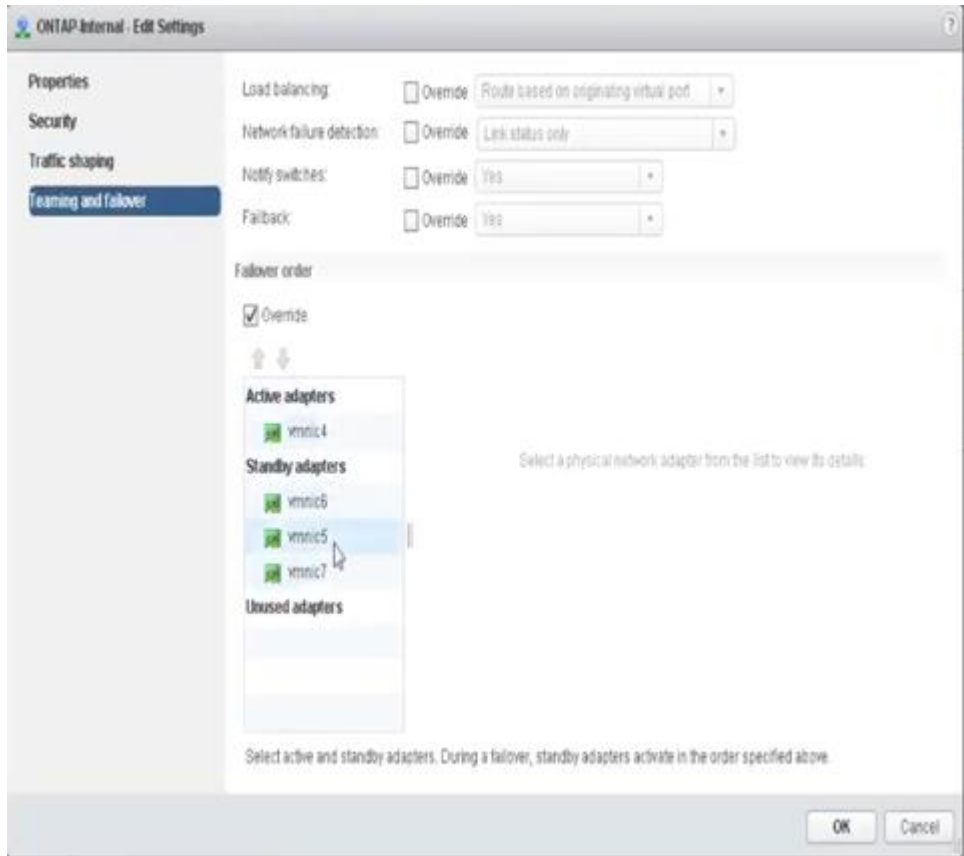 ONTAP-Internal - Edit Settings
?
Properties
Security
Traffic shaping
Teaming and failover
Load balancing:
Override
Route based on originating virtual port
Network failure detection:
Override
Link status only
Notify switches:
Override
Yes
Failback:
Override
Yes
Failover order
Override
Active adapters
vmnic4
Standby adapters
vmnic6
vmnic5
vmnic7
Unused adapters
Select a physical network adapter from the list to view its details.
Select active and standby adapters. During a failover, standby adapters activate in the order specified above.
OK
Cancel